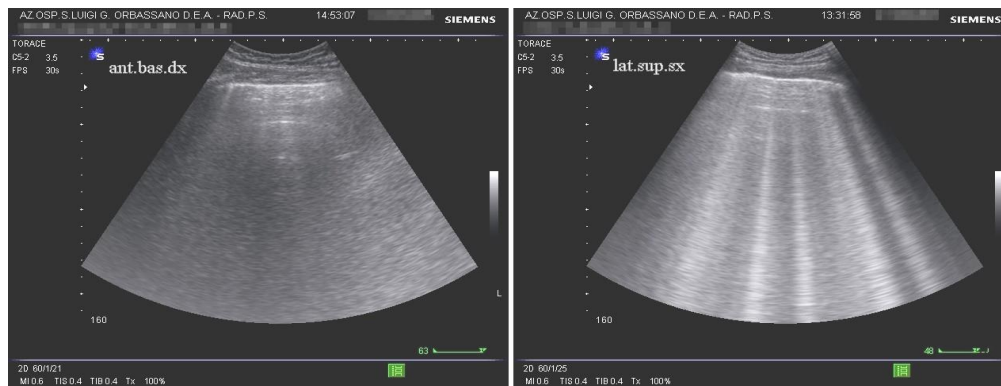 AZ.OSP.S.LUIGI G. ORBASSANO D.E.A. - RAD.P.S.
14:53:07
SIEMENS
TORACE
C5-2 3.5
FPS 30s
S
ant.bas.dx
L
160
63
2D 60/1/21
MI 0.6 TIS 0.4 TIB 0.4 Tx 100%
AZ.OSP.S.LUIGI G. ORBASSANO D.E.A. - RAD.P.S.
13:31:58
SIEMENS
TORACE
C5-2 3.5
FPS 30s
S
lat.sup.sx
160
48
2D 60/1/25
MI 0.6 TIS 0.4 TIB 0.4 Tx 100%